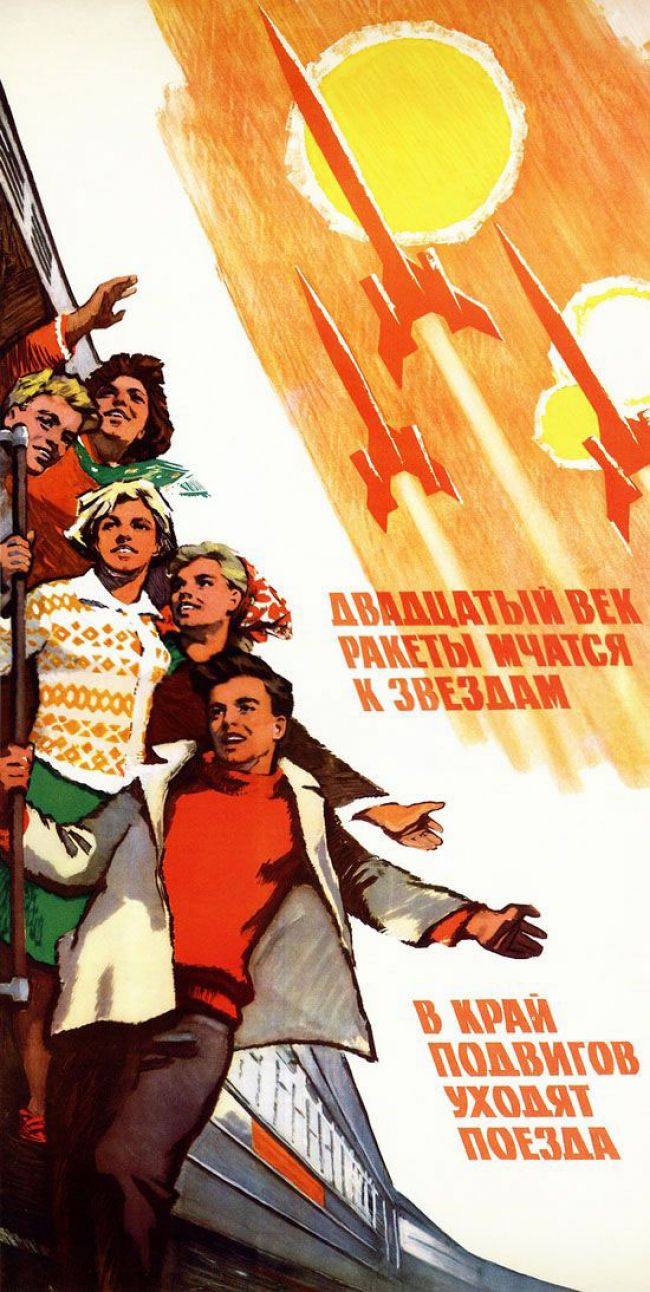 ДВАДЦАТЫЙ ВЕК
РАКЕТЫ МЧАТСЯ
К ЗВЕЗДАМ
В КРАЙ
ПОДВИГОВ
УХОДЯТ
ПОЕЗДА